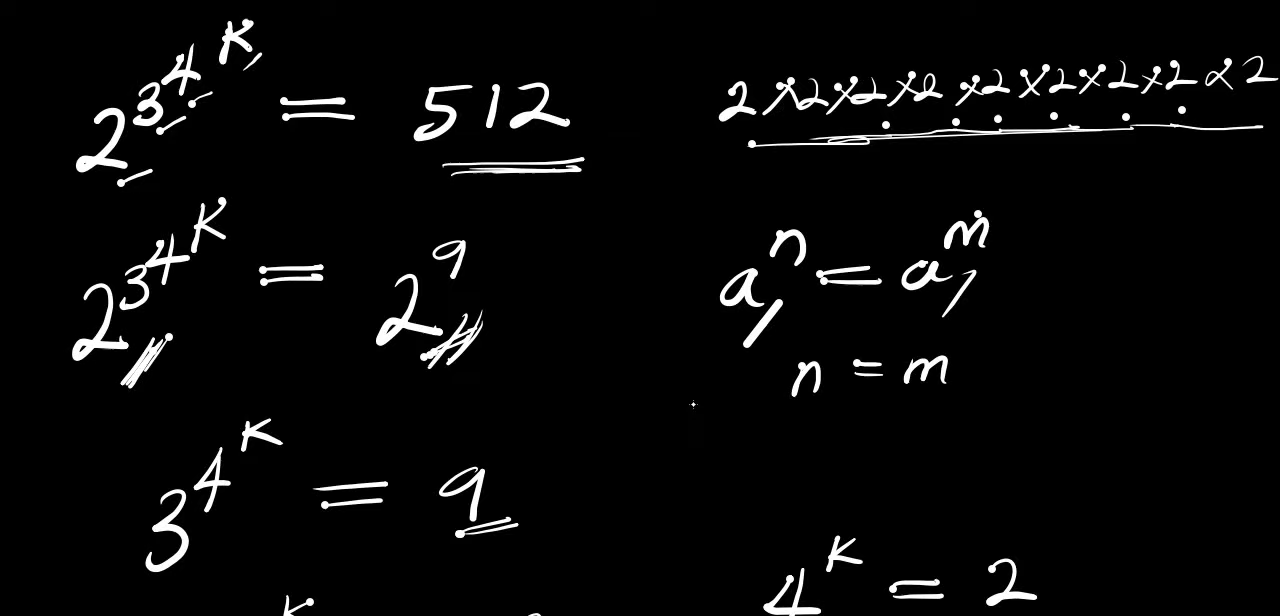 2^3^4^K = 512
2^3^4^K = 2^9
3^4^K = 9
K
2×2×2×2×2×2×2×2×2
a^n = a^m
n = m
4^K = 2